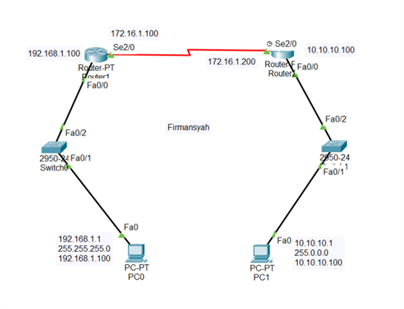 172.16.1.100
Se2/0
192.168.1.100
Router-PT
Router1
Fa0/0
Se2/0
10.10.10.100
172.16.1.200
Fa0/0
Fa0/2
Firmansyah
Fa0/2
2950-24
Fa0/1
2950-24
Fa0/1
Fa0
192.168.1.1
255.255.255.0
192.168.1.100
PC-PT
PC0
Fa0
10.10.10.1
255.0.0.0
10.10.10.100
PC-PT
PC1